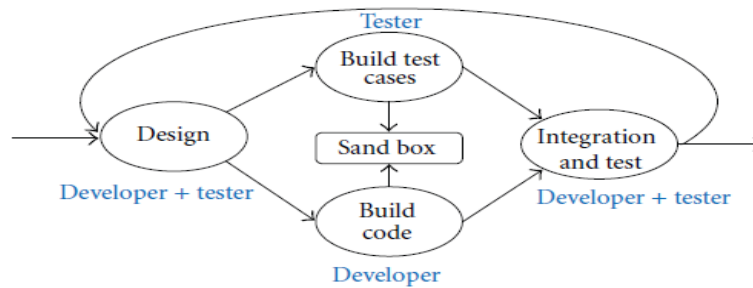 Tester
Build test
cases
Design
Sand box
Integration
and test
Developer + tester
Developer + tester
Build
code
Developer